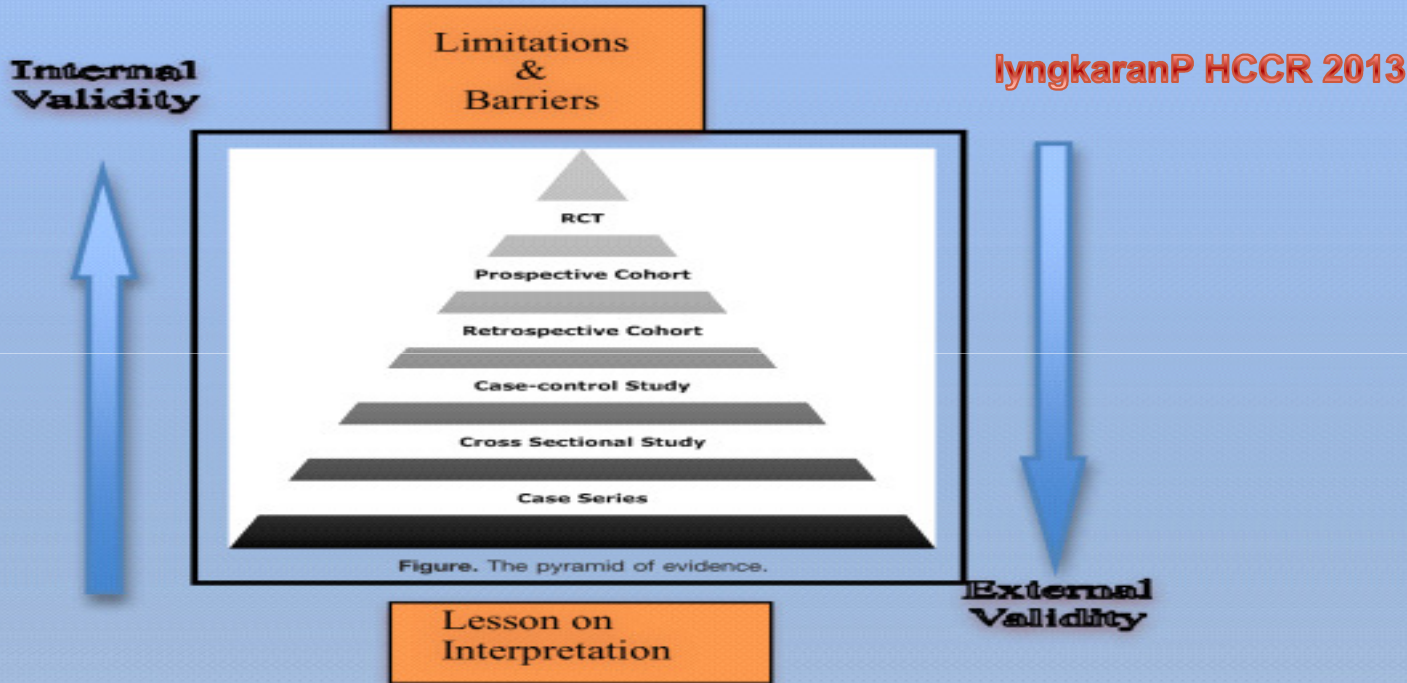 Limitations
&
Barriers
Internal
Validity
IyngkaranP HCCR 2013
RCT
Prospective Cohort
Retrospective Cohort
Case-control Study
Cross Sectional Study
Case Series
Figure. The pyramid of evidence.
External
Validity
Lesson on
Interpretation